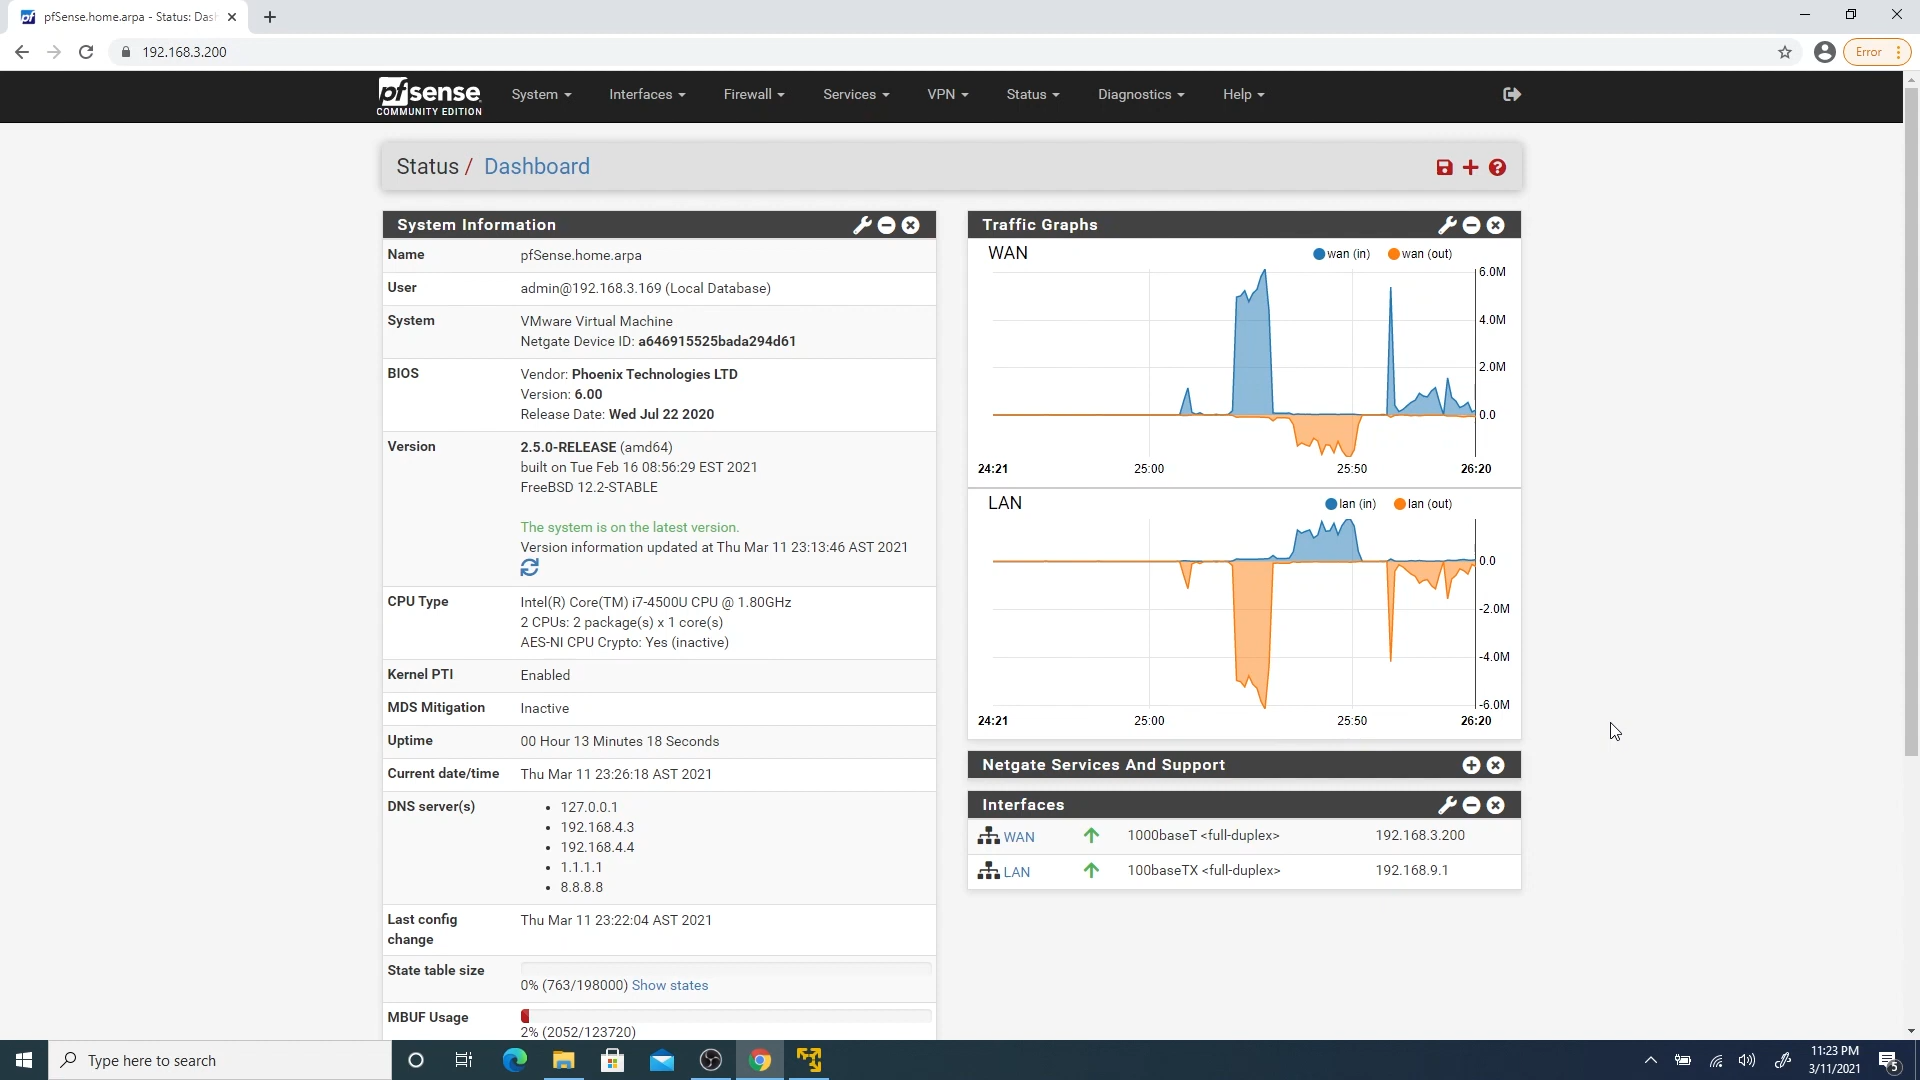 pfSense.home.arpa - Status: Das
192.168.3.200
Error
pfsense
COMMUNITY EDITION
System
Interfaces
Firewall
Services
VPN
Status
Diagnostics
Help
Status / Dashboard
System Information
Name pfSense.home.arpa
User admin@192.168.3.169 (Local Database)
System VMware Virtual Machine
Netgate Device ID: a646915525bada294d61
BIOS Vendor: Phoenix Technologies LTD
Version: 6.00
Release Date: Wed Jul 22 2020
Version 2.5.0-RELEASE (amd64)
built on Tue Feb 16 08:56:29 EST 2021
FreeBSD 12.2-STABLE
The system is on the latest version.
Version information updated at Thu Mar 11 23:13:46 AST 2021
CPU Type Intel(R) Core(TM) i7-4500U CPU @ 1.80GHz
2 CPUs: 2 package(s) x 1 core(s)
AES-NI CPU Crypto: Yes (inactive)
Kernel PTI Enabled
MDS Mitigation Inactive
Uptime 00 Hour 13 Minutes 18 Seconds
Current date/time Thu Mar 11 23:26:18 AST 2021
DNS server(s)
• 127.0.0.1
• 192.168.4.3
• 192.168.4.4
• 1.1.1.1
• 8.8.8.8
Last config change Thu Mar 11 23:22:04 AST 2021
State table size
0% (763/198000) Show states
MBUF Usage
2% (2052/123720)
Traffic Graphs
WAN
wan (in) wan (out)
6.0M
4.0M
2.0M
0.0
24:21 25:00 25:50 26:20
LAN
lan (in) lan (out)
0.0
-2.0M
-4.0M
-6.0M
24:21 25:00 25:50 26:20
Netgate Services And Support
Interfaces
WAN 1000baseT <full-duplex> 192.168.3.200
LAN 100baseTX <full-duplex> 192.168.9.1
Type here to search
11:23 PM
3/11/2021
5